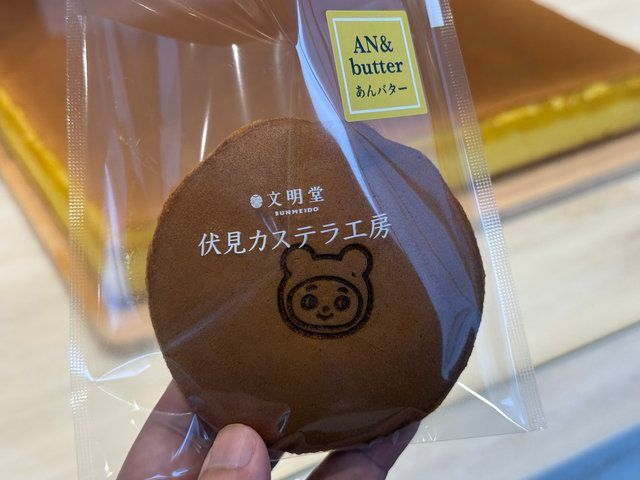 AN&
butter
あんバター
文明堂
BUNMEIDO
伏見カステラ工房